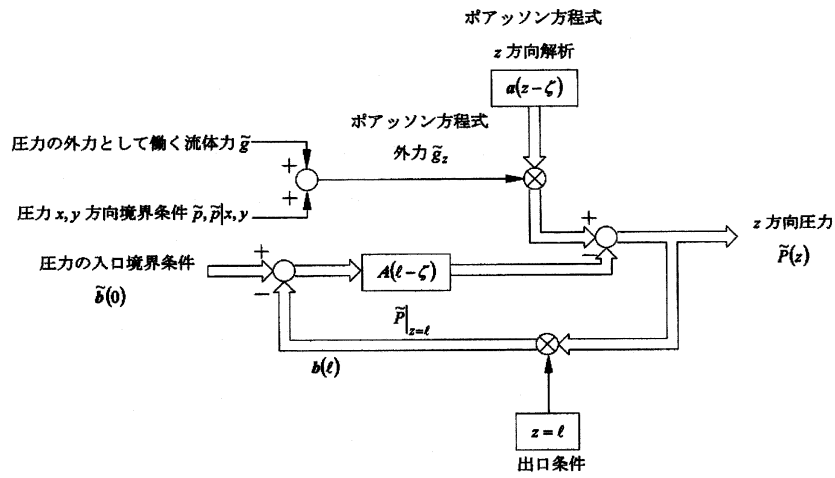 ポアッソン方程式
z 方向解析
a(z−ζ)
ポアッソン方程式
外力 g̃z
圧力の外力として働く流体力 g̃
+
+
圧力 x, y 方向境界条件 p̃, p̃|x, y
+
z 方向圧力
P̃(z)
圧力の入口境界条件
b̃(0)
+
−
A(ℓ−ζ)
−
P̃|z=ℓ
b(ℓ)
z = ℓ
出口条件